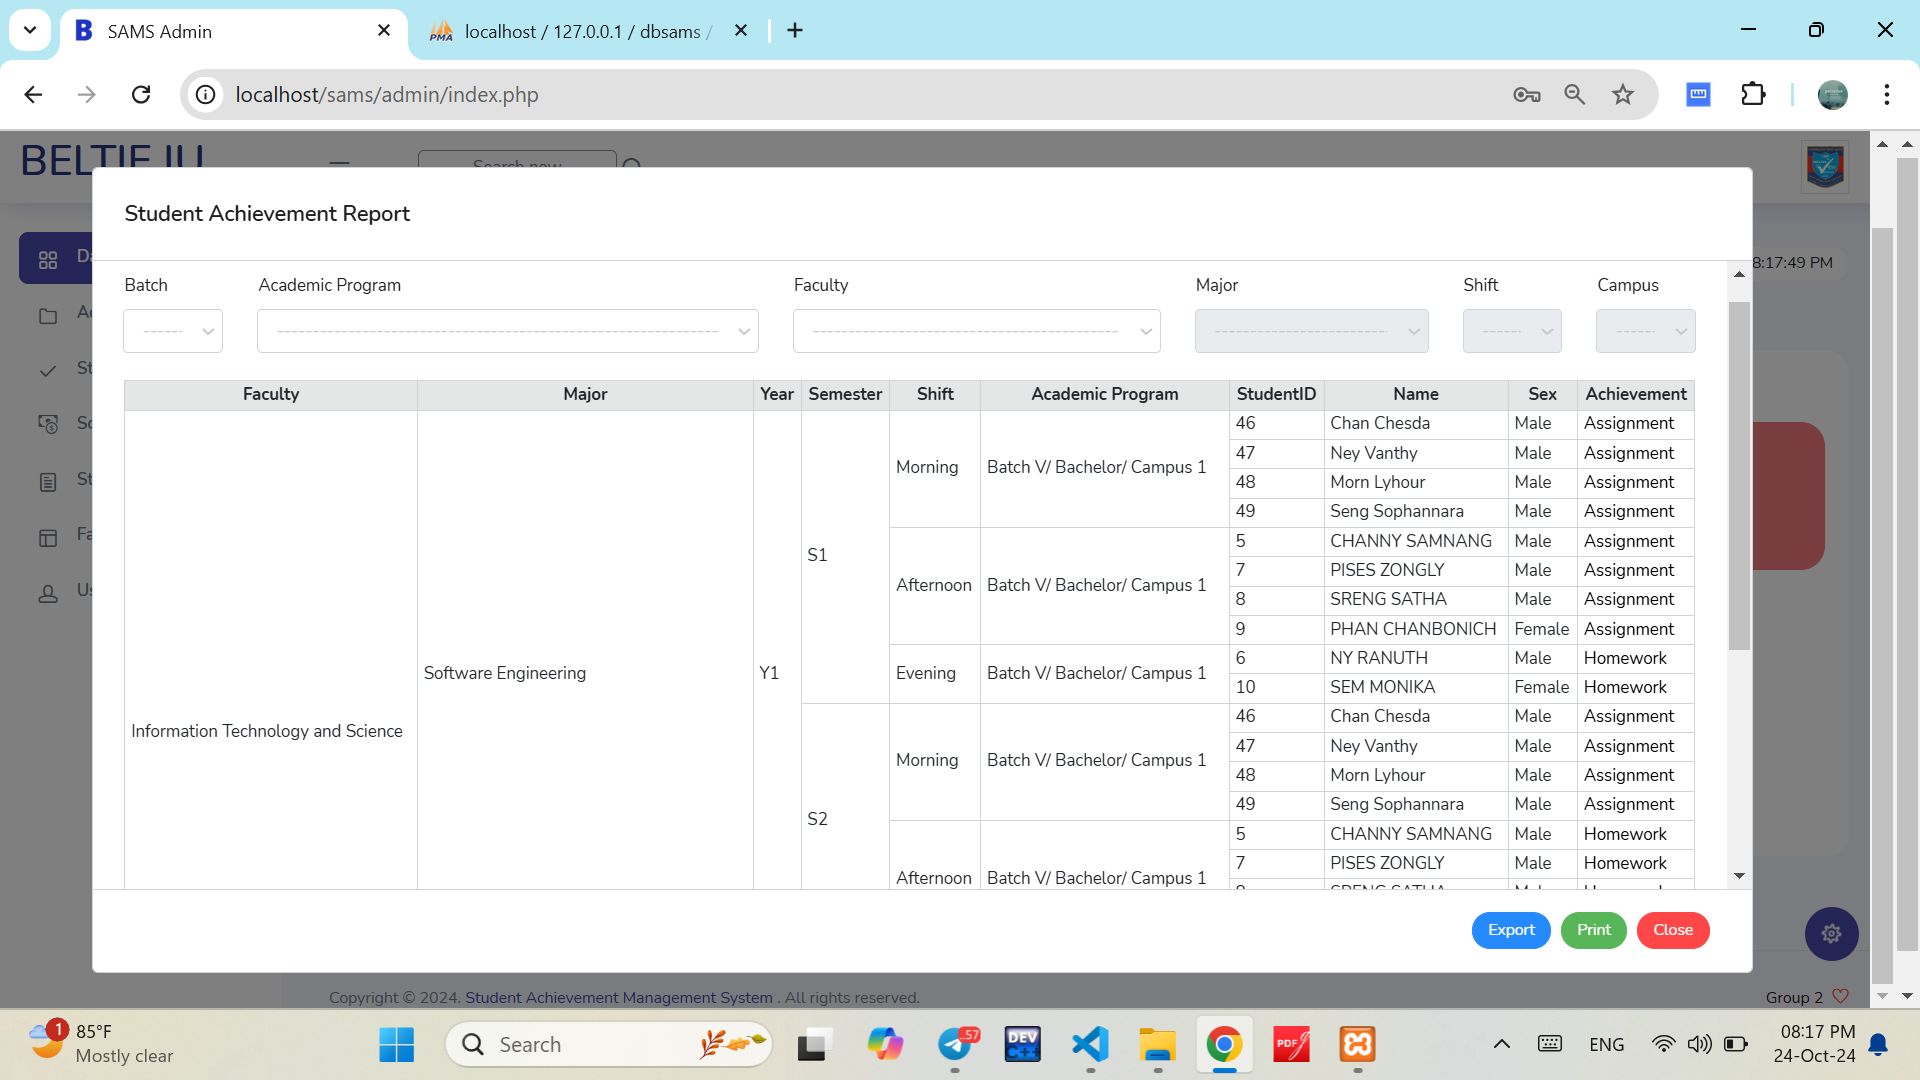 SAMS Admin
localhost / 127.0.0.1 / dbsams /
localhost/sams/admin/index.php
BELTIE IU
Search now
8:17:49 PM
Student Achievement Report
Batch Academic Program Faculty Major Shift Campus
Faculty Major Year Semester Shift Academic Program StudentID Name Sex Achievement
46 Chan Chesda Male Assignment
47 Ney Vanthy Male Assignment
Morning Batch V/ Bachelor/ Campus 1
48 Morn Lyhour Male Assignment
49 Seng Sophannara Male Assignment
5 CHANNY SAMNANG Male Assignment
S1
7 PISES ZONGLY Male Assignment
Afternoon Batch V/ Bachelor/ Campus 1
8 SRENG SATHA Male Assignment
9 PHAN CHANBONICH Female Assignment
6 NY RANUTH Male Homework
Software Engineering Y1 Evening Batch V/ Bachelor/ Campus 1
10 SEM MONIKA Female Homework
46 Chan Chesda Male Assignment
Information Technology and Science
47 Ney Vanthy Male Assignment
Morning Batch V/ Bachelor/ Campus 1
48 Morn Lyhour Male Assignment
49 Seng Sophannara Male Assignment
S2
5 CHANNY SAMNANG Male Homework
7 PISES ZONGLY Male Homework
Afternoon Batch V/ Bachelor/ Campus 1
Export Print Close
Copyright © 2024. Student Achievement Management System . All rights reserved.
Group 2
1
85°F
Mostly clear
Search
..57
DEV
C++
PDF
ENG
08:17 PM
24-Oct-24